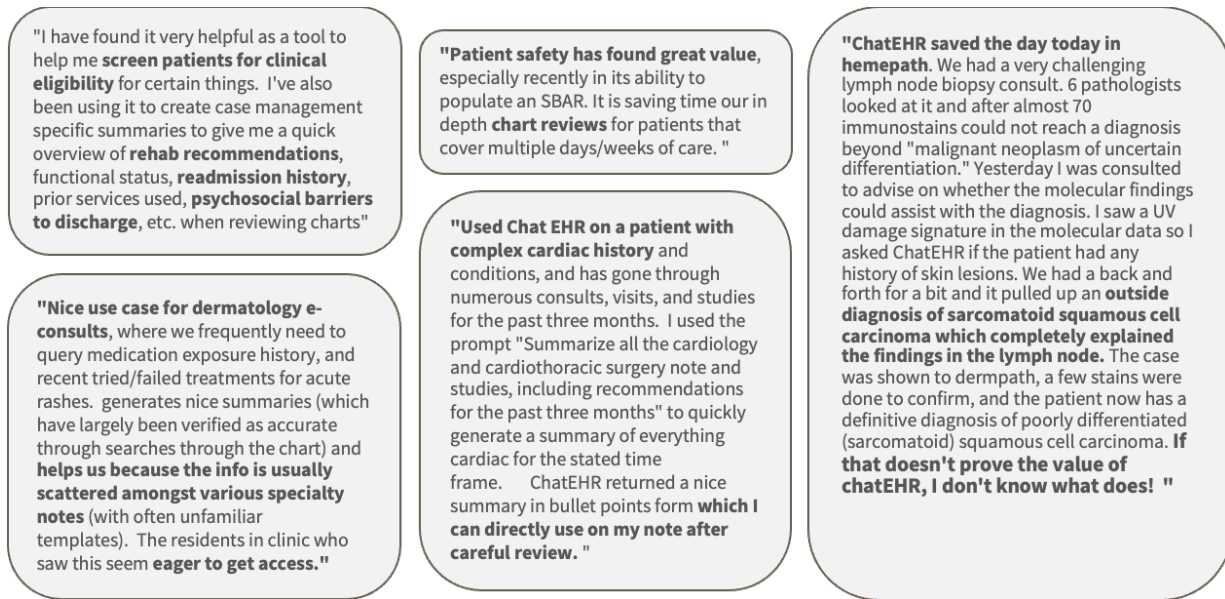 "I have found it very helpful as a tool to
help me screen patients for clinical
eligibility for certain things.  I've also
been using it to create case management
specific summaries to give me a quick
overview of rehab recommendations,
functional status, readmission history,
prior services used, psychosocial barriers
to discharge, etc. when reviewing charts"
"Nice use case for dermatology e-
consults, where we frequently need to
query medication exposure history, and
recent tried/failed treatments for acute
rashes.  generates nice summaries (which
have largely been verified as accurate
through searches through the chart) and
helps us because the info is usually
scattered amongst various specialty
notes (with often unfamiliar
templates).  The residents in clinic who
saw this seem eager to get access."
"Patient safety has found great value,
especially recently in its ability to
populate an SBAR. It is saving time our in
depth chart reviews for patients that
cover multiple days/weeks of care. "
"Used Chat EHR on a patient with
complex cardiac history and
conditions, and has gone through
numerous consults, visits, and studies
for the past three months.  I used the
prompt "Summarize all the cardiology
and cardiothoracic surgery note and
studies, including recommendations
for the past three months" to quickly
generate a summary of everything
cardiac for the stated time
frame.      ChatEHR returned a nice
summary in bullet points form which I
can directly use on my note after
careful review. "
"ChatEHR saved the day today in
hemepath. We had a very challenging
lymph node biopsy consult. 6 pathologists
looked at it and after almost 70
immunostains could not reach a diagnosis
beyond "malignant neoplasm of uncertain
differentiation." Yesterday I was consulted
to advise on whether the molecular findings
could assist with the diagnosis. I saw a UV
damage signature in the molecular data so I
asked ChatEHR if the patient had any
history of skin lesions. We had a back and
forth for a bit and it pulled up an outside
diagnosis of sarcomatoid squamous cell
carcinoma which completely explained
the findings in the lymph node. The case
was shown to dermpath, a few stains were
done to confirm, and the patient now has a
definitive diagnosis of poorly differentiated
(sarcomatoid) squamous cell carcinoma. If
that doesn't prove the value of
chatEHR, I don't know what does!  "